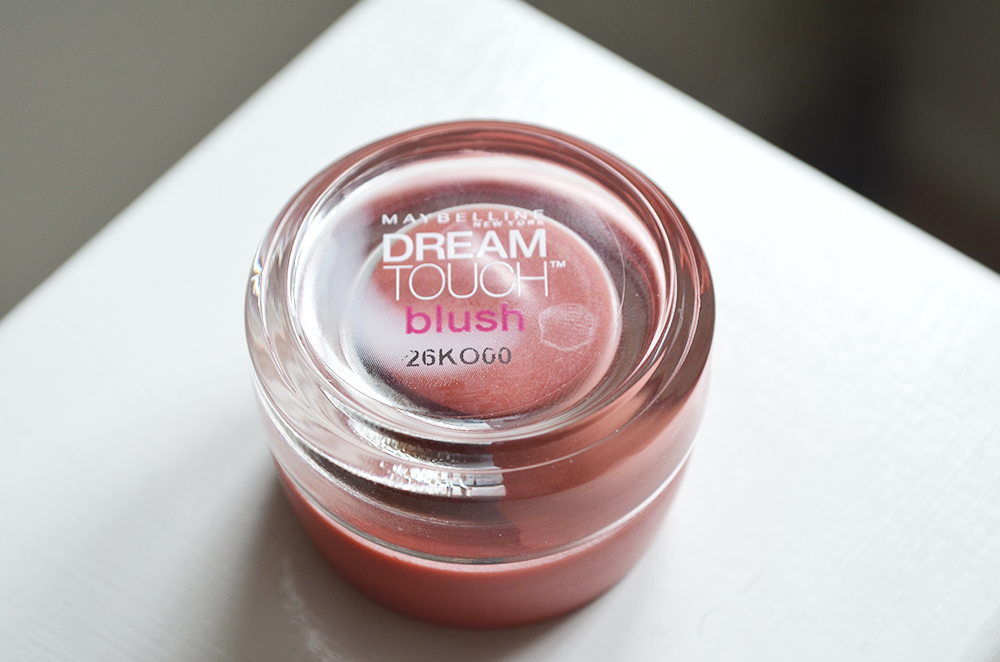 MAYBELLINE
NEW YORK
DREAM
TOUCH™
blush
26KO00